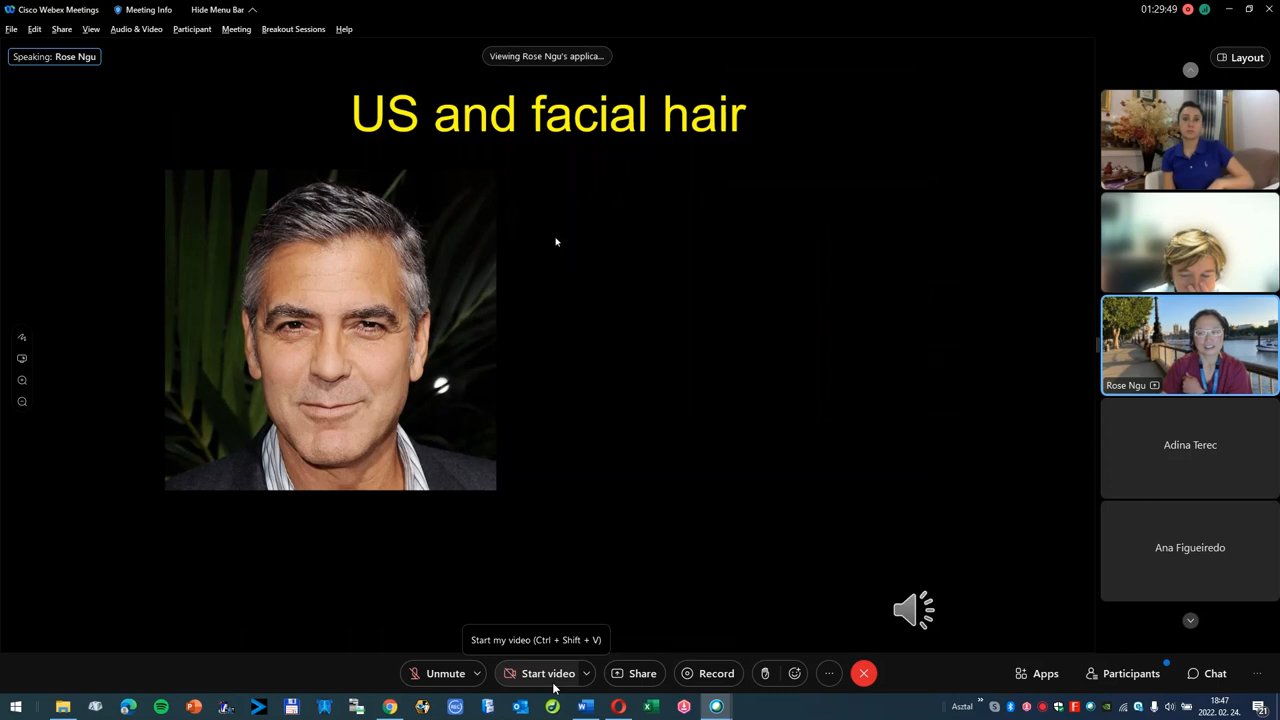 Cisco Webex Meetings Meeting Info Hide Menu Bar
01:29:49
File Edit Share View Audio & Video Participant Meeting Breakout Sessions Help
Speaking: Rose Ngu
Viewing Rose Ngu's applica...
Layout
US and facial hair
Rose Ngu
Adina Terec
Ana Figueiredo
Start my video (Ctrl + Shift + V)
Unmute
Start video
Share
Record
Apps
Participants
Chat
Asztal
18:47
2022. 02. 24.